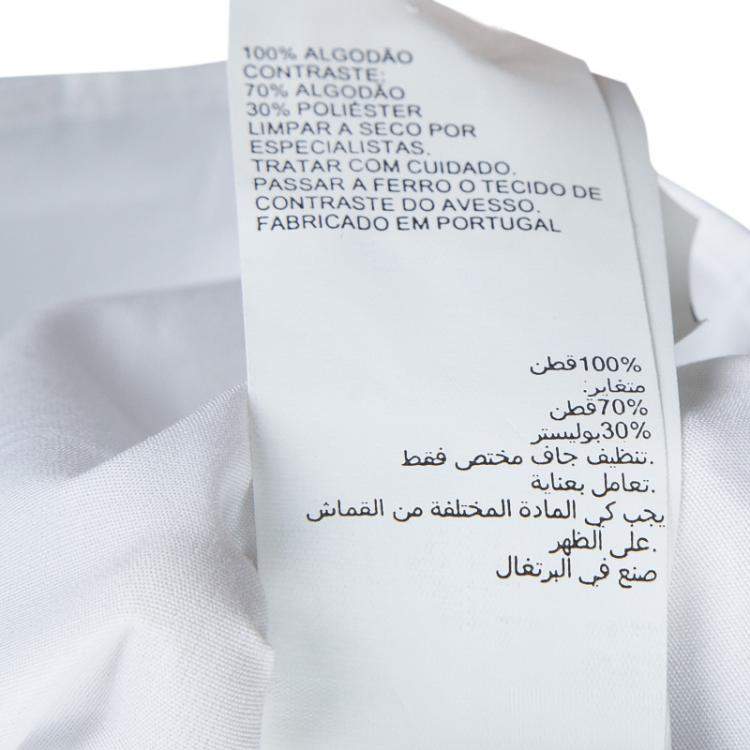 100% ALGODÃO
CONTRASTE:
70% ALGODÃO
30% POLIÉSTER
LIMPAR A SECO POR
ESPECIALISTAS.
TRATAR COM CUIDADO.
PASSAR A FERRO O TECIDO DE
CONTRASTE DO AVESSO.
FABRICADO EM PORTUGAL
100%قطن
متغاير:
70%قطن
30%بوليستر
.تنظيف جاف مختص فقط
.تعامل بعناية
يجب كي المادة المختلفة من القماش
.على الظهر
صنع في البرتغال